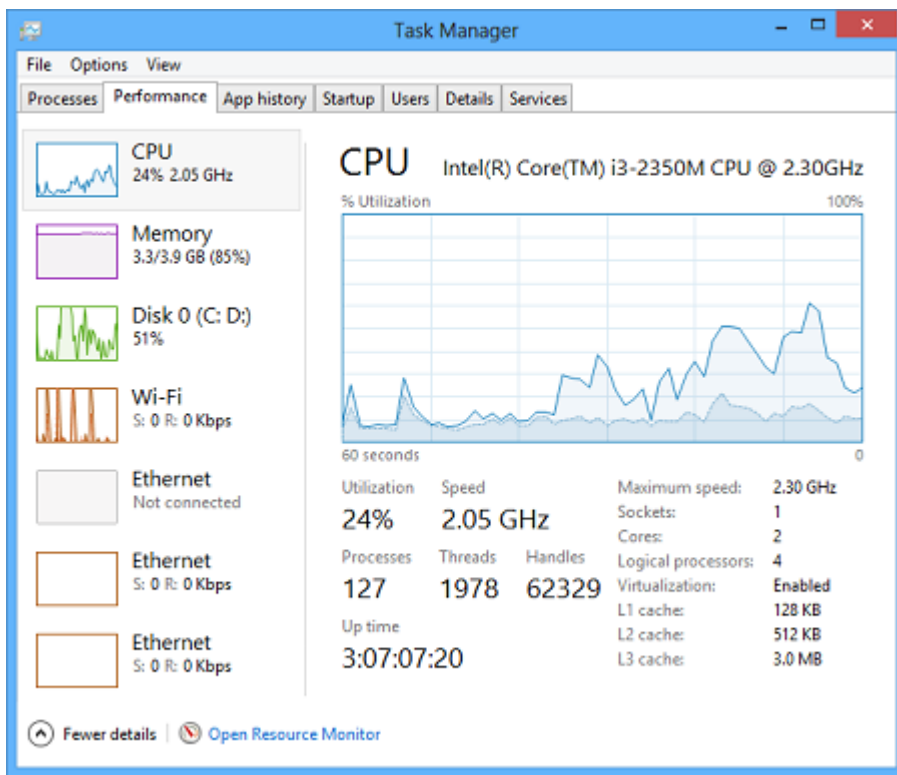 Task Manager
File Options View
Processes Performance App history Startup Users Details Services
CPU
24% 2.05 GHz
Memory
3.3/3.9 GB (85%)
Disk 0 (C: D:)
51%
Wi-Fi
S: 0 R: 0 Kbps
Ethernet
Not connected
Ethernet
S: 0 R: 0 Kbps
Ethernet
S: 0 R: 0 Kbps
CPU Intel(R) Core(TM) i3-2350M CPU @ 2.30GHz
% Utilization 100%
60 seconds 0
Utilization Speed
24% 2.05 GHz
Processes Threads Handles
127 1978 62329
Up time
3:07:07:20
Maximum speed: 2.30 GHz
Sockets: 1
Cores: 2
Logical processors: 4
Virtualization: Enabled
L1 cache: 128 KB
L2 cache: 512 KB
L3 cache: 3.0 MB
Fewer details Open Resource Monitor